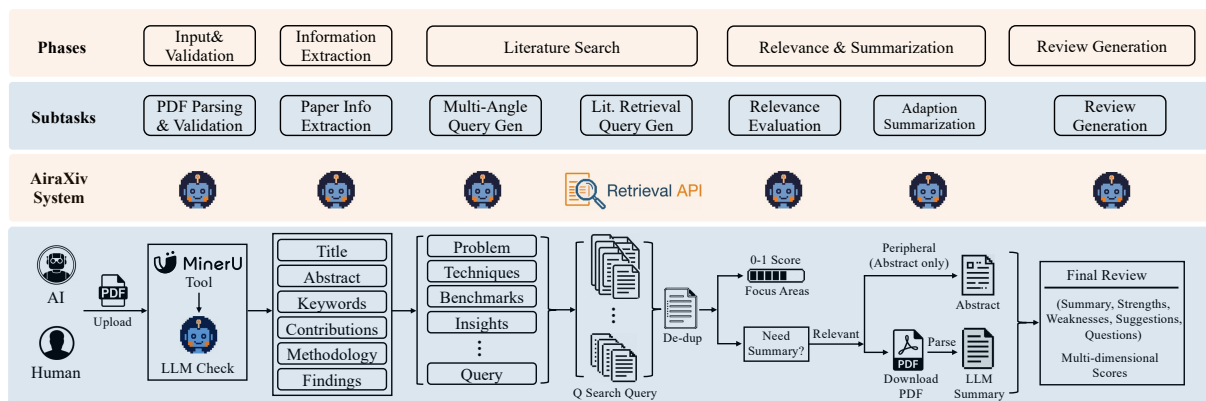 Phases
Input&
Validation
Information
Extraction
Literature Search
Relevance & Summarization
Review Generation
Subtasks
PDF Parsing
& Validation
Paper Info
Extraction
Multi-Angle
Query Gen
Lit. Retrieval
Query Gen
Relevance
Evaluation
Adaption
Summarization
Review
Generation
AiraXiv
System
Retrieval API
AI
Human
PDF
Upload
MinerU
Tool
LLM Check
Title
Abstract
Keywords
Contributions
Methodology
Findings
Problem
Techniques
Benchmarks
Insights
Query
Q Search Query
De-dup
0-1 Score
Focus Areas
Need
Summary?
Relevant
Peripheral
(Abstract only)
Abstract
PDF
Download
PDF
Parse
LLM
Summary
Final Review
(Summary, Strengths,
Weaknesses, Suggestions,
Questions)
Multi-dimensional
Scores